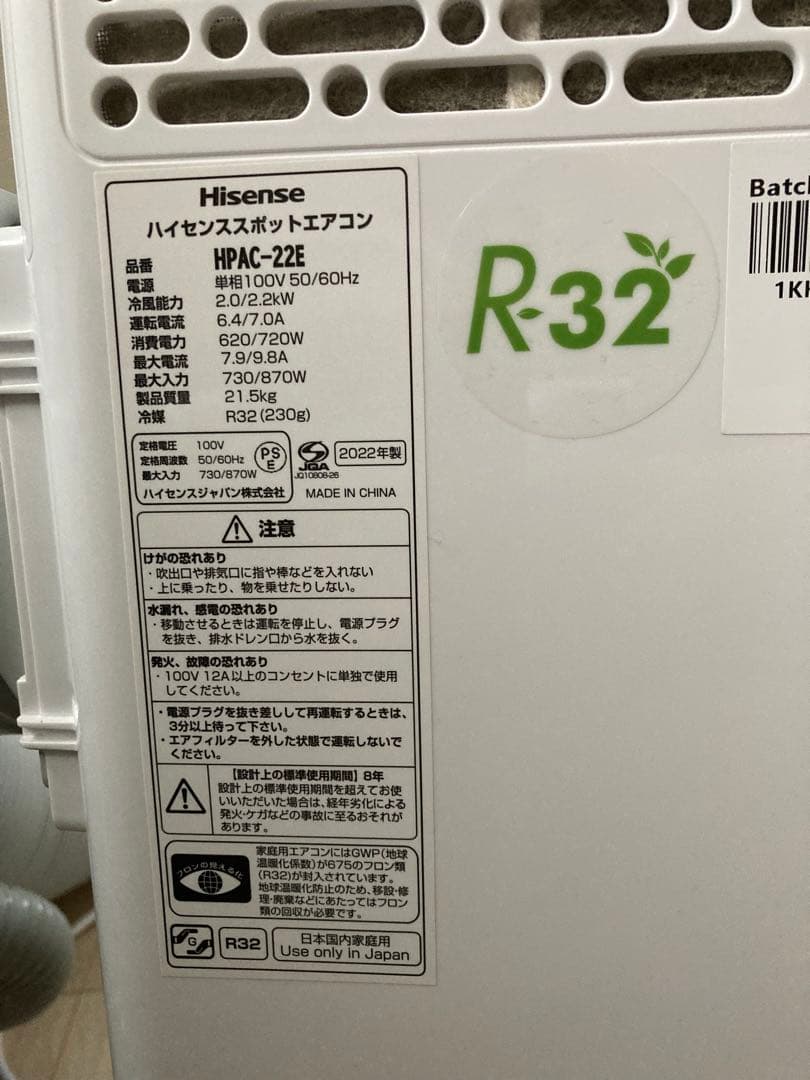 Hisense
ハイセンススポットエアコン
品番 HPAC-22E
電源 単相100V 50/60Hz
冷風能力 2.0/2.2kW
運転電流 6.4/7.0A
消費電力 620/720W
最大電流 7.9/9.8A
最大入力 730/870W
製品質量 21.5kg
冷媒 R32(230g)
定格電圧 100V
定格周波数 50/60Hz
最大入力 730/870W
ハイセンスジャパン株式会社
PS
E
JQA
JQ10808-26
2022年製
MADE IN CHINA
注意
けがの恐れあり
・吹出口や排気口に指や棒などを入れない
・上に乗ったり、物を乗せたりしない。
水漏れ、感電の恐れあり
・移動させるときは運転を停止し、電源プラグ
を抜き、排水ドレン口から水を抜く。
発火、故障の恐れあり
・100V 12A以上のコンセントに単独で使用
してください。
・電源プラグを抜き差しして再運転するときは、
3分以上待って下さい。
・エアフィルターを外した状態で運転しないで
ください。
【設計上の標準使用期間】8年
設計上の標準使用期間を超えてお使
いいただいた場合は、経年劣化による
発火・ケガなどの事故に至るおそれが
あります。
フロンの見える化
家庭用エアコンにはGWP(地球
温暖化係数)が675のフロン類
(R32)が封入されています。
地球温暖化防止のため、移設・修
理・廃棄などにあたってはフロン
類の回収が必要です。
G
R32
日本国内家庭用
Use only in Japan
R-32
Batch
1KH